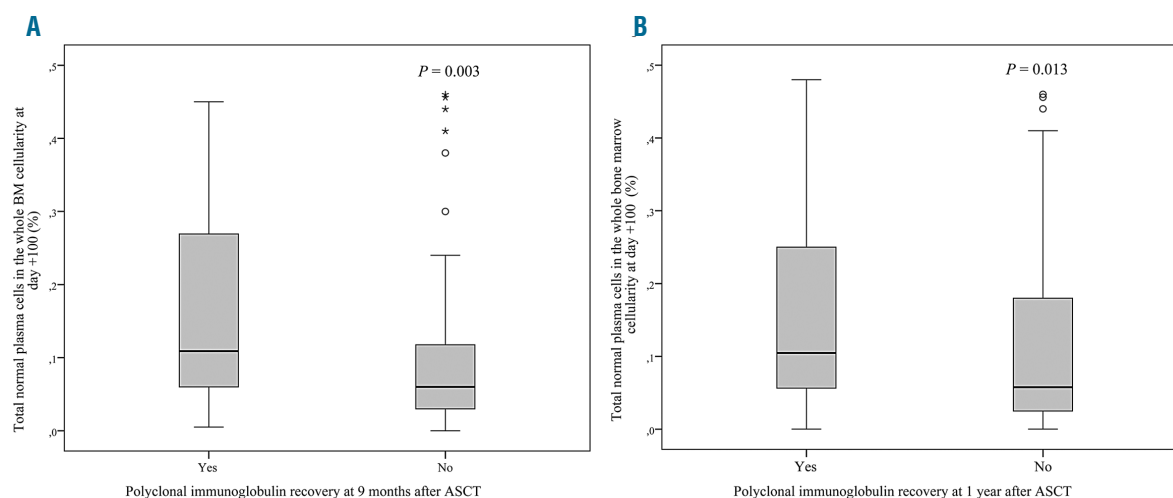 A
,5
,4
,3
,2
,1
,0
Total normal plasma cells in the whole BM cellularity at
day +100 (%)
P = 0.003
Yes
No
Polyclonal immunoglobulin recovery at 9 months after ASCT
B
,5
,4
,3
,2
,1
,0
Total normal plasma cells in the whole bone marrow
cellularity at day +100 (%)
P = 0.013
Yes
No
Polyclonal immunoglobulin recovery at 1 year after ASCT